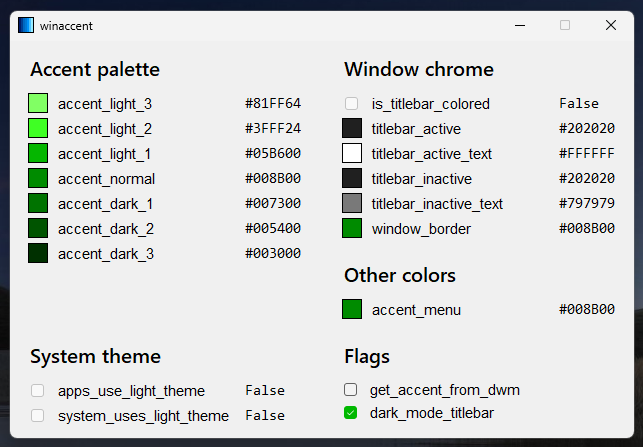 winaccent
Accent palette
accent_light_3 #81FF64
accent_light_2 #3FFF24
accent_light_1 #05B600
accent_normal #008B00
accent_dark_1 #007300
accent_dark_2 #005400
accent_dark_3 #003000
Window chrome
is_titlebar_colored False
titlebar_active #202020
titlebar_active_text #FFFFFF
titlebar_inactive #202020
titlebar_inactive_text #797979
window_border #008B00
Other colors
accent_menu #008B00
System theme
apps_use_light_theme False
system_uses_light_theme False
Flags
get_accent_from_dwm
dark_mode_titlebar